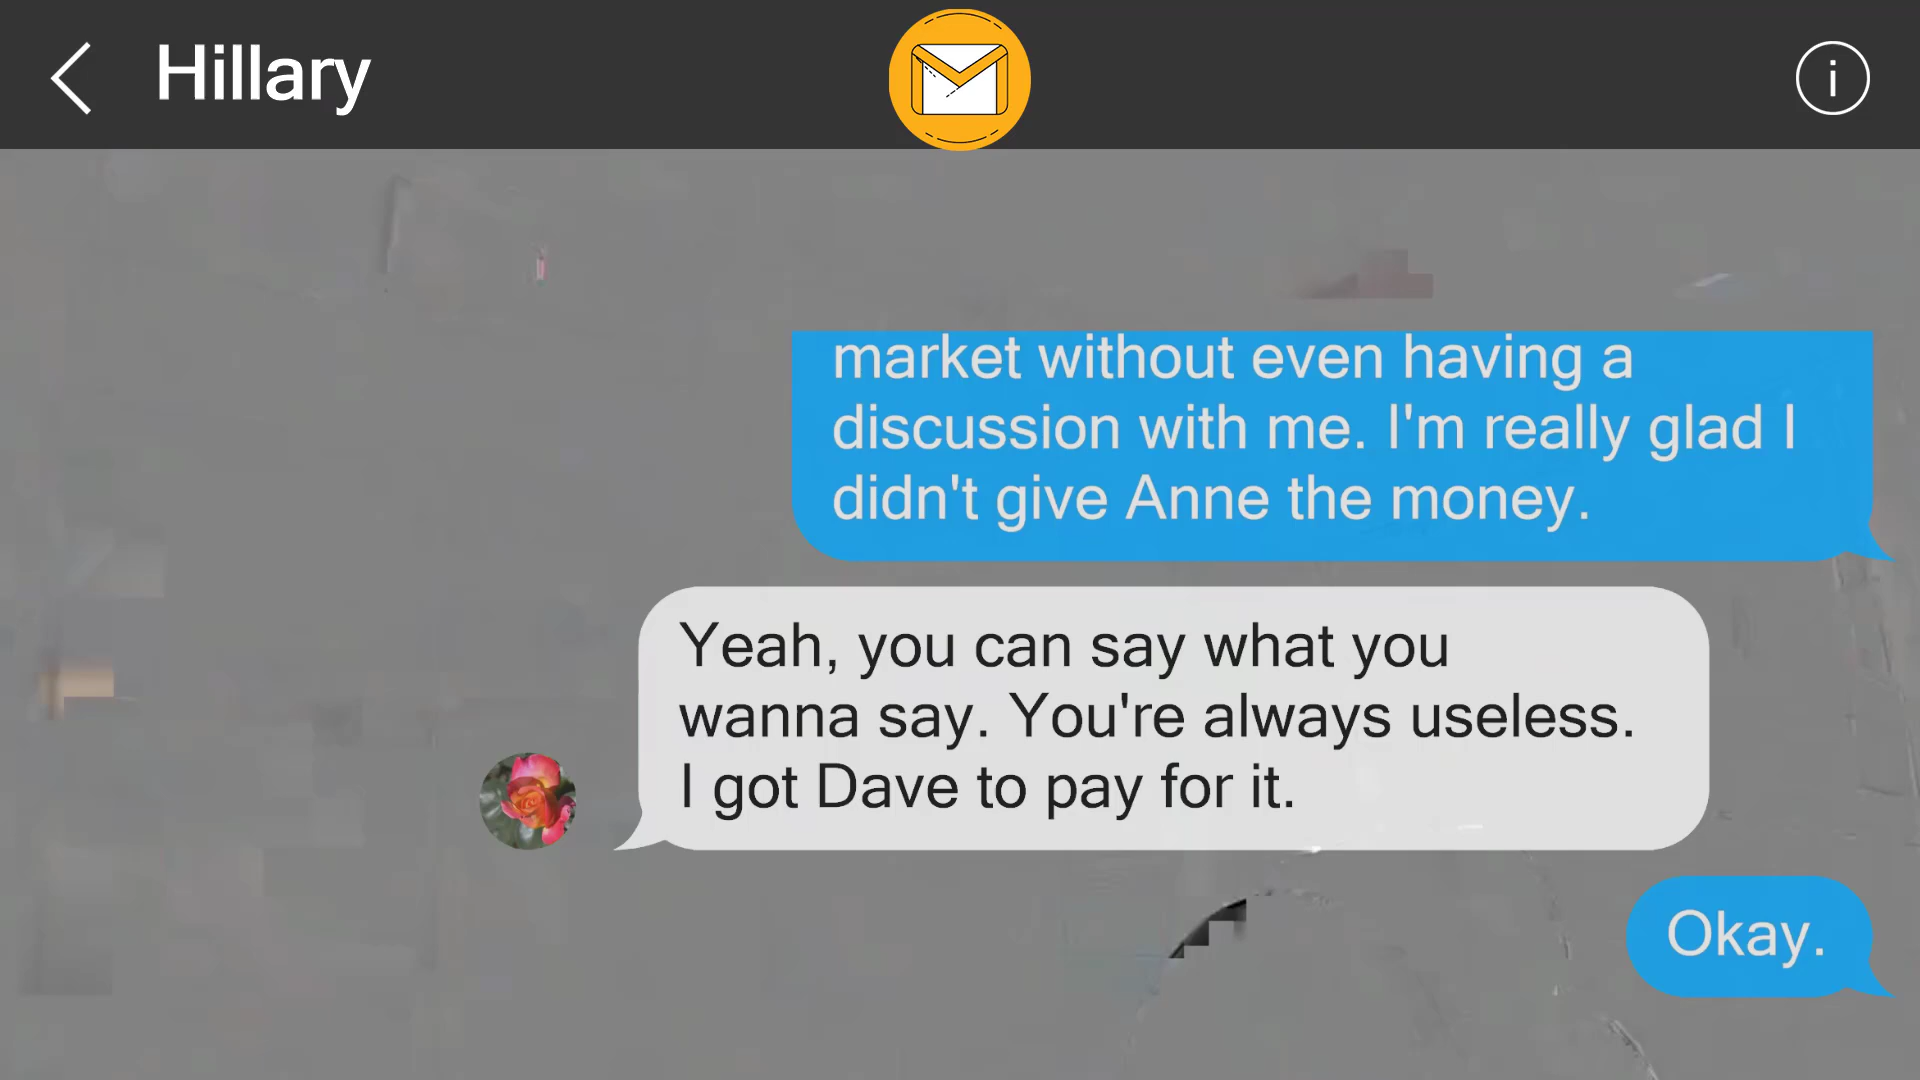 Hillary
i
market without even having a
discussion with me. I'm really glad I
didn't give Anne the money.
Yeah, you can say what you
wanna say. You're always useless.
I got Dave to pay for it.
Okay.